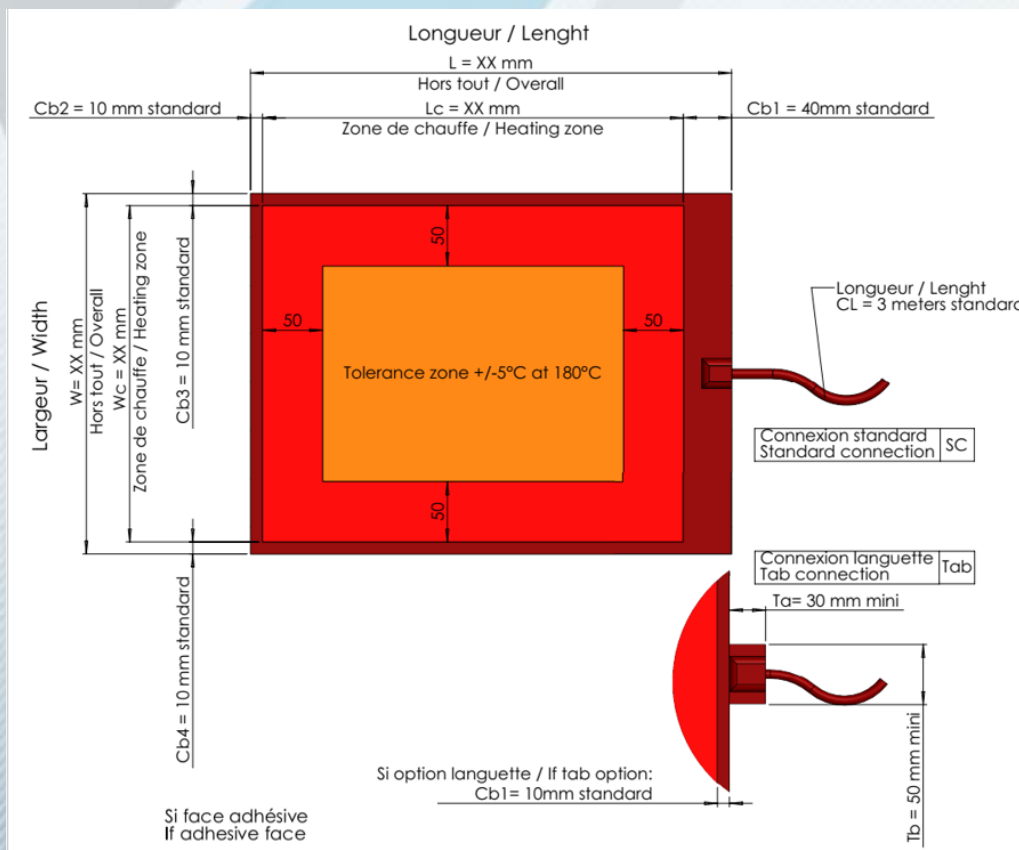 Longueur / Lenght
L = XX mm
Hors tout / Overall
Cb2 = 10 mm standard
Lc = XX mm
Cb1 = 40mm standard
Zone de chauffe / Heating zone
Largeur / Width
W= XX mm
Hors tout / Overall
Wc = XX mm
Zone de chauffe / Heating zone
Cb3 = 10 mm standard
50
50
50
Tolerance zone +/-5°C at 180°C
50
Longueur / Lenght
CL = 3 meters standard
Connexion standard
Standard connection
SC
Connexion languette
Tab connection
Tab
Ta= 30 mm mini
Cb4 = 10 mm standard
Tb = 50 mm mini
Si option languette / If tab option:
Cb1= 10mm standard
Si face adhésive
If adhesive face